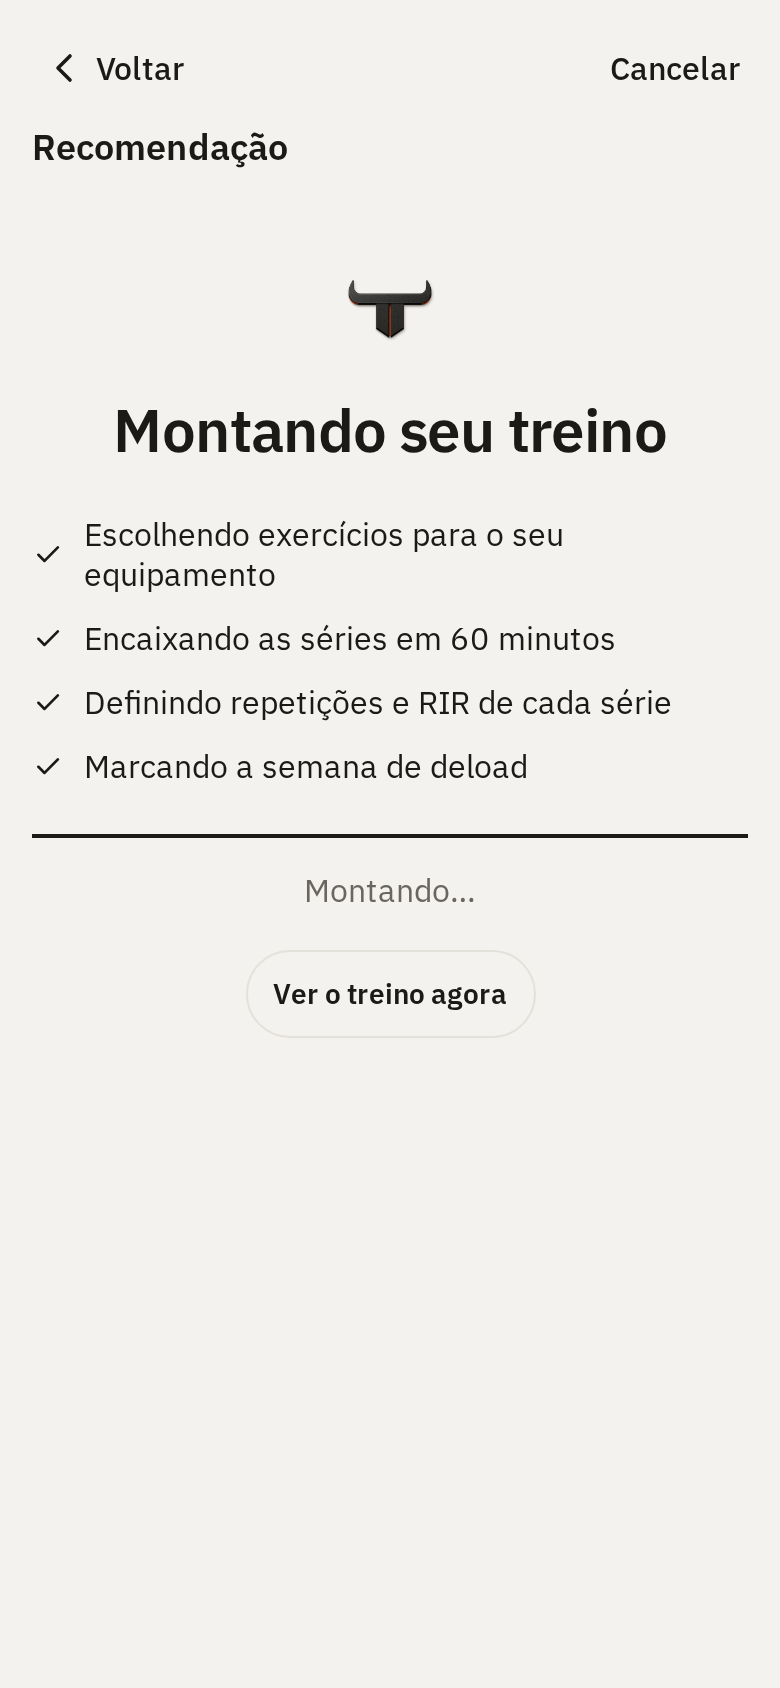 Voltar
Cancelar
Recomendação
Montando seu treino
Escolhendo exercícios para o seu
equipamento
Encaixando as séries em 60 minutos
Definindo repetições e RIR de cada série
Marcando a semana de deload
Montando...
Ver o treino agora